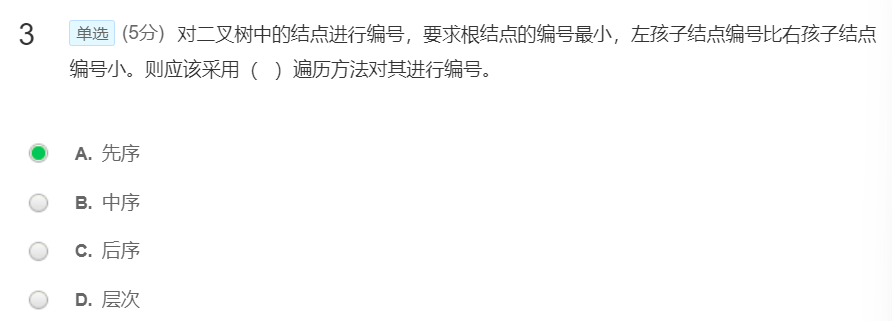 3 单选 (5分) 对二叉树中的结点进行编号，要求根结点的编号最小，左孩子结点编号比右孩子结点
编号小。则应该采用（ ）遍历方法对其进行编号。
A. 先序
B. 中序
C. 后序
D. 层次